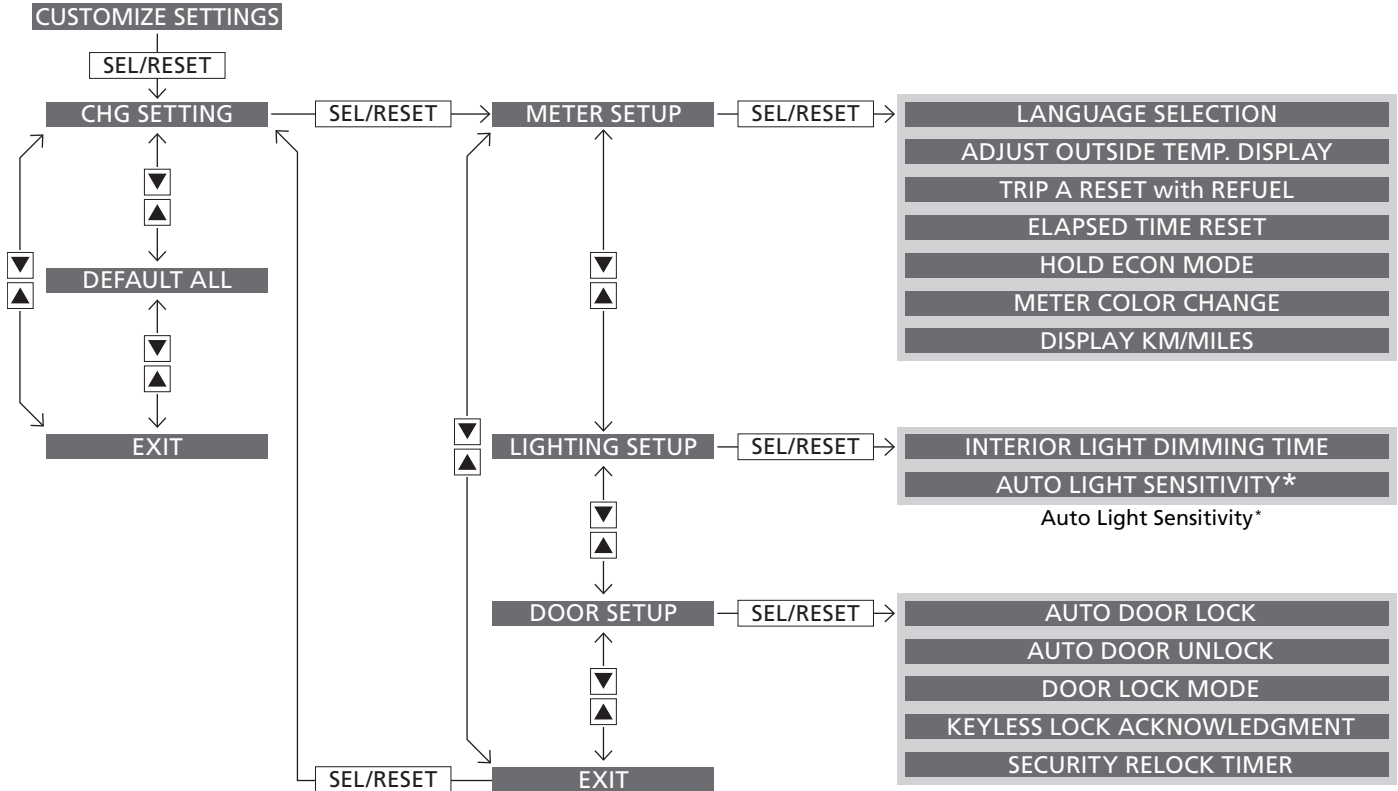 CUSTOMIZE SETTINGS
SEL/RESET
CHG SETTING
SEL/RESET
METER SETUP
SEL/RESET
LANGUAGE SELECTION
ADJUST OUTSIDE TEMP. DISPLAY
TRIP A RESET with REFUEL
ELAPSED TIME RESET
HOLD ECON MODE
METER COLOR CHANGE
DISPLAY KM/MILES
▼
▲
▼
▲
DEFAULT ALL
▼
▲
▼
▲
EXIT
▼
▲
LIGHTING SETUP
SEL/RESET
INTERIOR LIGHT DIMMING TIME
AUTO LIGHT SENSITIVITY*
Auto Light Sensitivity*
▼
▲
DOOR SETUP
SEL/RESET
AUTO DOOR LOCK
AUTO DOOR UNLOCK
DOOR LOCK MODE
KEYLESS LOCK ACKNOWLEDGMENT
SECURITY RELOCK TIMER
▼
▲
SEL/RESET
EXIT